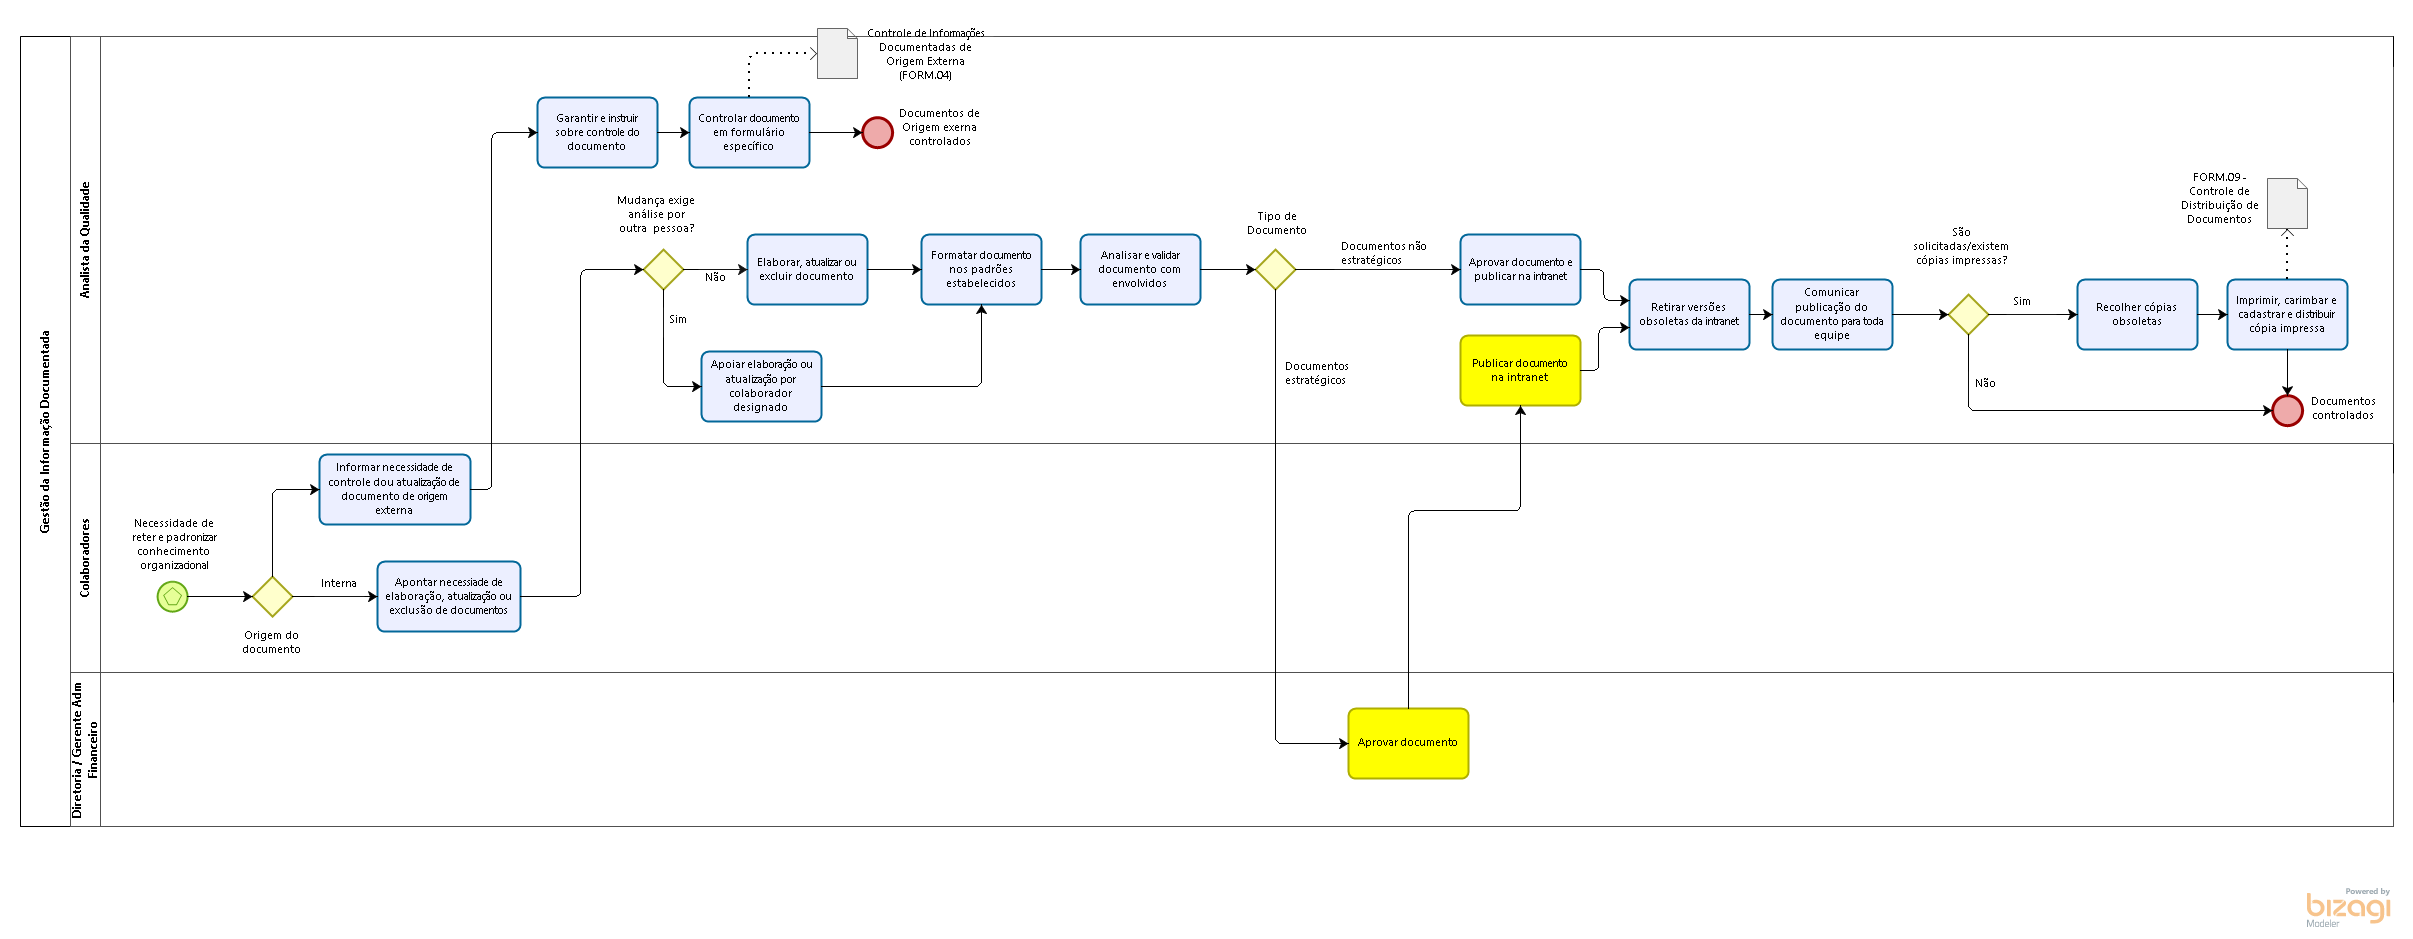 Gestão da Informação Documentada
Analista da Qualidade
Controle de Informações
Documentadas de
Origem Externa
(FORM.04)
Garantir e instruir
sobre controle do
documento
Controlar documento
em formulário
específico
Documentos de
Origem exerna
controlados
Mudança exige
análise por
outra pessoa?
Não
Sim
Elaborar, atualizar ou
excluir documento
Apoiar elaboração ou
atualização por
colaborador
designado
Formatar documento
nos padrões
estabelecidos
Analisar e validar
documento com
envolvidos
Tipo de
Documento
Documentos não
estratégicos
Documentos
estratégicos
Aprovar documento e
publicar na intranet
Publicar documento
na intranet
Retirar versões
obsoletas da intranet
Comunicar
publicação do
documento para toda
equipe
São
solicitadas/existem
cópias impressas?
Sim
Não
Recolher cópias
obsoletas
FORM.09 -
Controle de
Distribuição de
Documentos
Imprimir, carimbar e
cadastrar e distribuir
cópia impressa
Documentos
controlados
Colaboradores
Necessidade de
reter e padronizar
conhecimento
organizacional
Origem do
documento
Informar necessidade de
controle dou atualização de
documento de origem
externa
Interna
Apontar necessiade de
elaboração, atualização ou
exclusão de documentos
Diretoria / Gerente Adm
Financeiro
Aprovar documento
Powered by
bizagi
Modeler